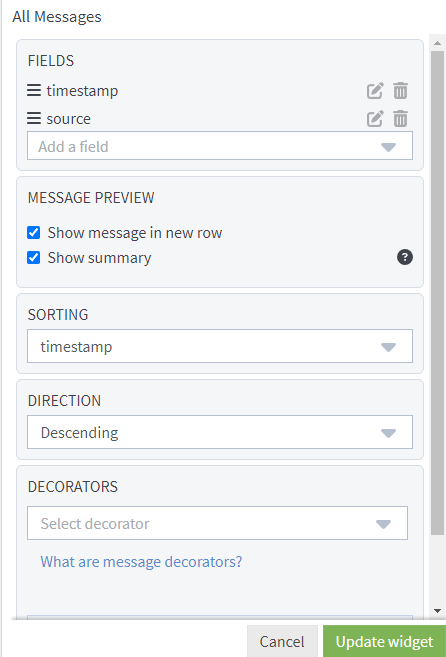 All Messages
FIELDS
timestamp
source
Add a field
MESSAGE PREVIEW
Show message in new row
Show summary
?
SORTING
timestamp
DIRECTION
Descending
DECORATORS
Select decorator
What are message decorators?
Cancel Update widget